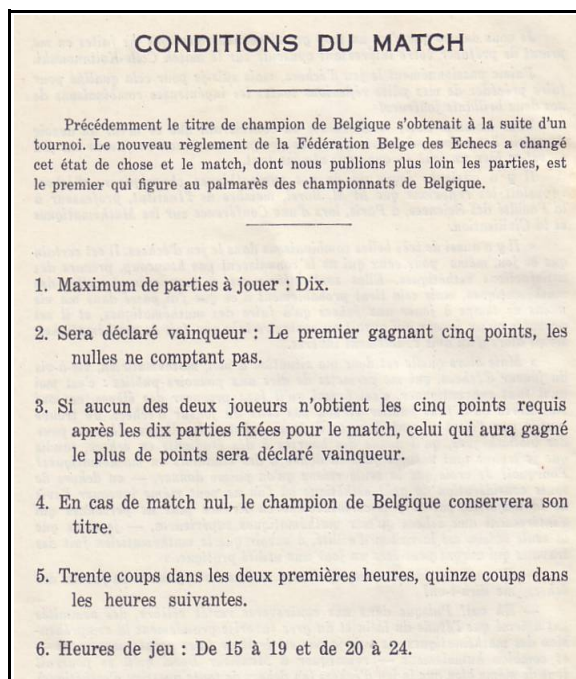 CONDITIONS DU MATCH
Précédemment le titre de champion de Belgique s'obtenait à la suite d'un
tournoi. Le nouveau règlement de la Fédération Belge des Echecs a changé
cet état de chose et le match, dont nous publions plus loin les parties, est
le premier qui figure au palmarès des championnats de Belgique.
1. Maximum de parties à jouer : Dix.
2. Sera déclaré vainqueur : Le premier gagnant cinq points, les
nulles ne comptant pas.
3. Si aucun des deux joueurs n'obtient les cinq points requis
après les dix parties fixées pour le match, celui qui aura gagné
le plus de points sera déclaré vainqueur.
4. En cas de match nul, le champion de Belgique conservera son
titre.
5. Trente coups dans les deux premières heures, quinze coups dans
les heures suivantes.
6. Heures de jeu : De 15 à 19 et de 20 à 24.